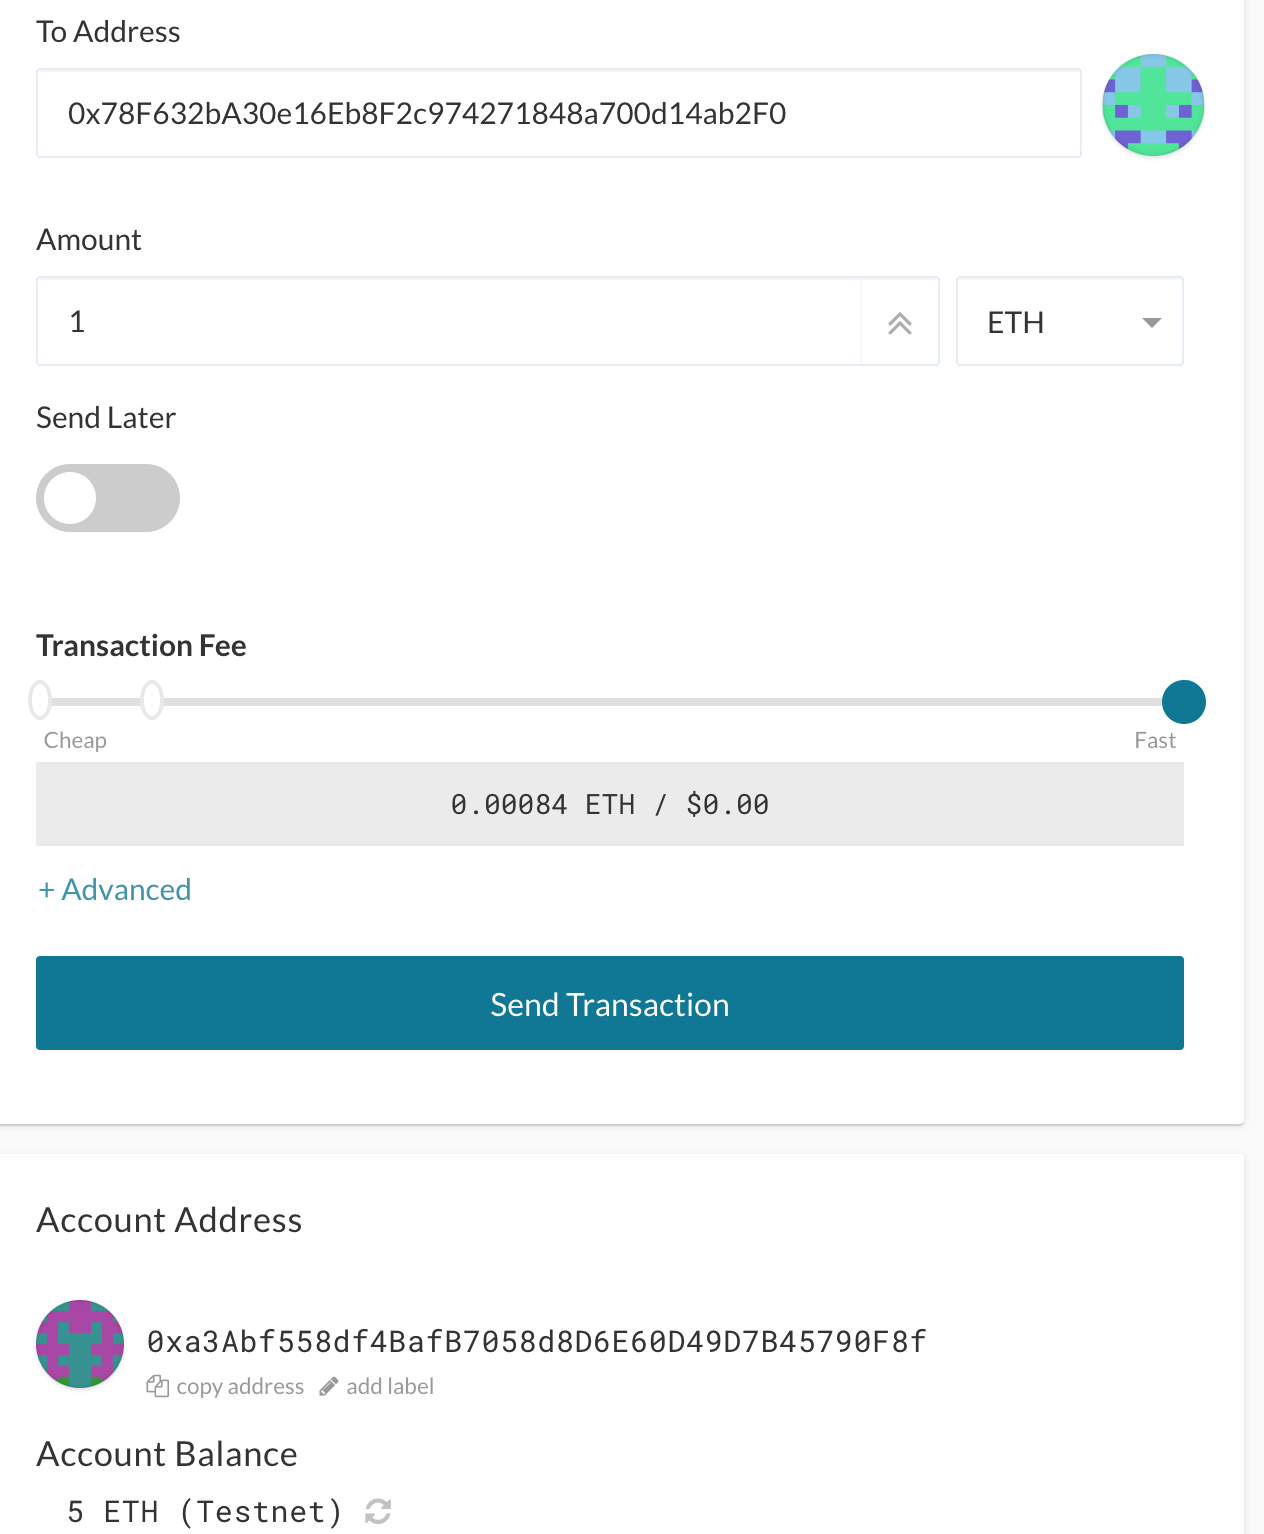 To Address
0x78F632bA30e16Eb8F2c974271848a700d14ab2F0
Amount
1 ETH
Send Later
Transaction Fee
Cheap Fast
0.00084 ETH / $0.00
+ Advanced
Send Transaction
Account Address
0xa3Abf558df4BafB7058d8D6E60D49D7B45790F8f
copy address add label
Account Balance
5 ETH (Testnet)